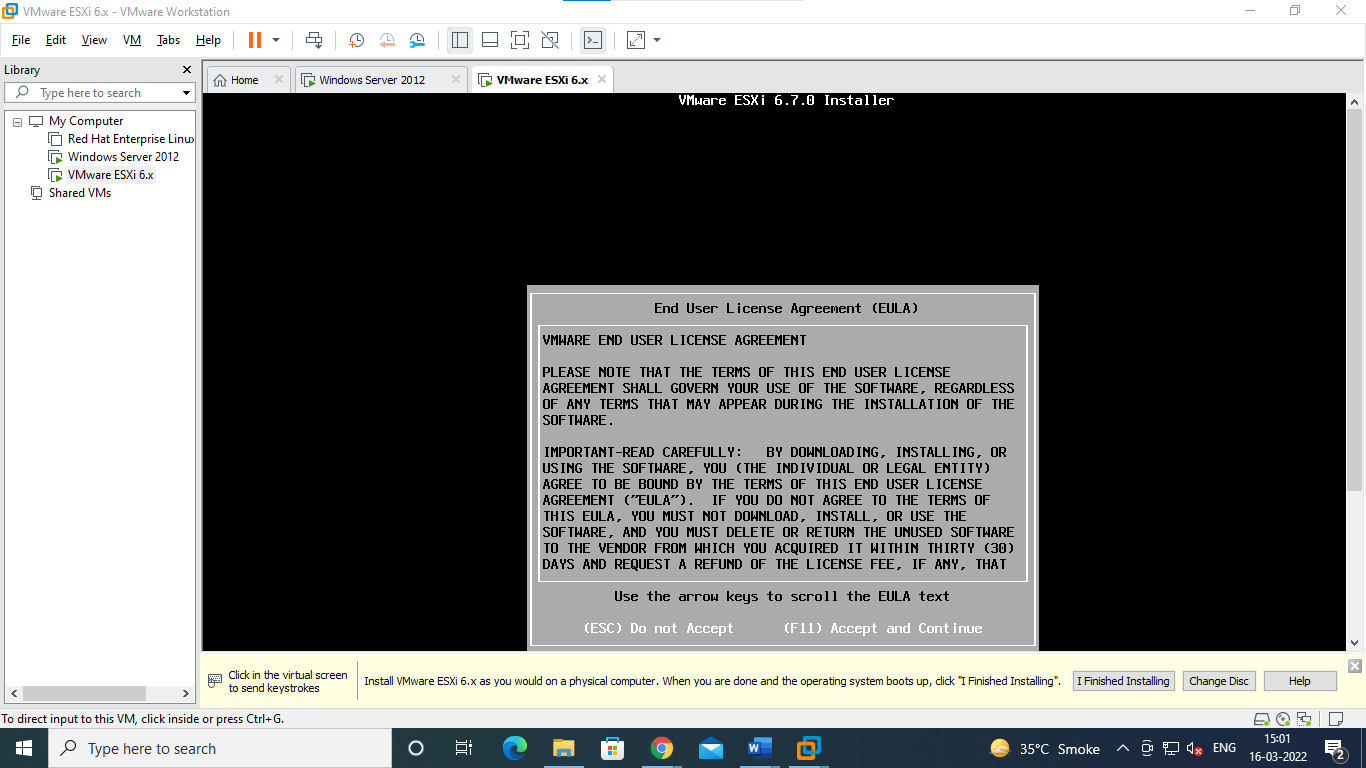 VMware ESXi 6.x - VMware Workstation
File Edit View VM Tabs Help
Library
Type here to search
My Computer
Red Hat Enterprise Linux
Windows Server 2012
VMware ESXi 6.x
Shared VMs
Home Windows Server 2012 VMware ESXi 6.x
VMware ESXi 6.7.0 Installer
End User License Agreement (EULA)
VMWARE END USER LICENSE AGREEMENT
PLEASE NOTE THAT THE TERMS OF THIS END USER LICENSE
AGREEMENT SHALL GOVERN YOUR USE OF THE SOFTWARE, REGARDLESS
OF ANY TERMS THAT MAY APPEAR DURING THE INSTALLATION OF THE
SOFTWARE.
IMPORTANT-READ CAREFULLY: BY DOWNLOADING, INSTALLING, OR
USING THE SOFTWARE, YOU (THE INDIVIDUAL OR LEGAL ENTITY)
AGREE TO BE BOUND BY THE TERMS OF THIS END USER LICENSE
AGREEMENT ("EULA"). IF YOU DO NOT AGREE TO THE TERMS OF
THIS EULA, YOU MUST NOT DOWNLOAD, INSTALL, OR USE THE
SOFTWARE, AND YOU MUST DELETE OR RETURN THE UNUSED SOFTWARE
TO THE VENDOR FROM WHICH YOU ACQUIRED IT WITHIN THIRTY (30)
DAYS AND REQUEST A REFUND OF THE LICENSE FEE, IF ANY, THAT
Use the arrow keys to scroll the EULA text
(ESC) Do not Accept (F11) Accept and Continue
Click in the virtual screen
to send keystrokes
Install VMware ESXi 6.x as you would on a physical computer. When you are done and the operating system boots up, click "I Finished Installing".
I Finished Installing Change Disc Help
To direct input to this VM, click inside or press Ctrl+G.
Type here to search
35°C Smoke
ENG
15:01
16-03-2022
2